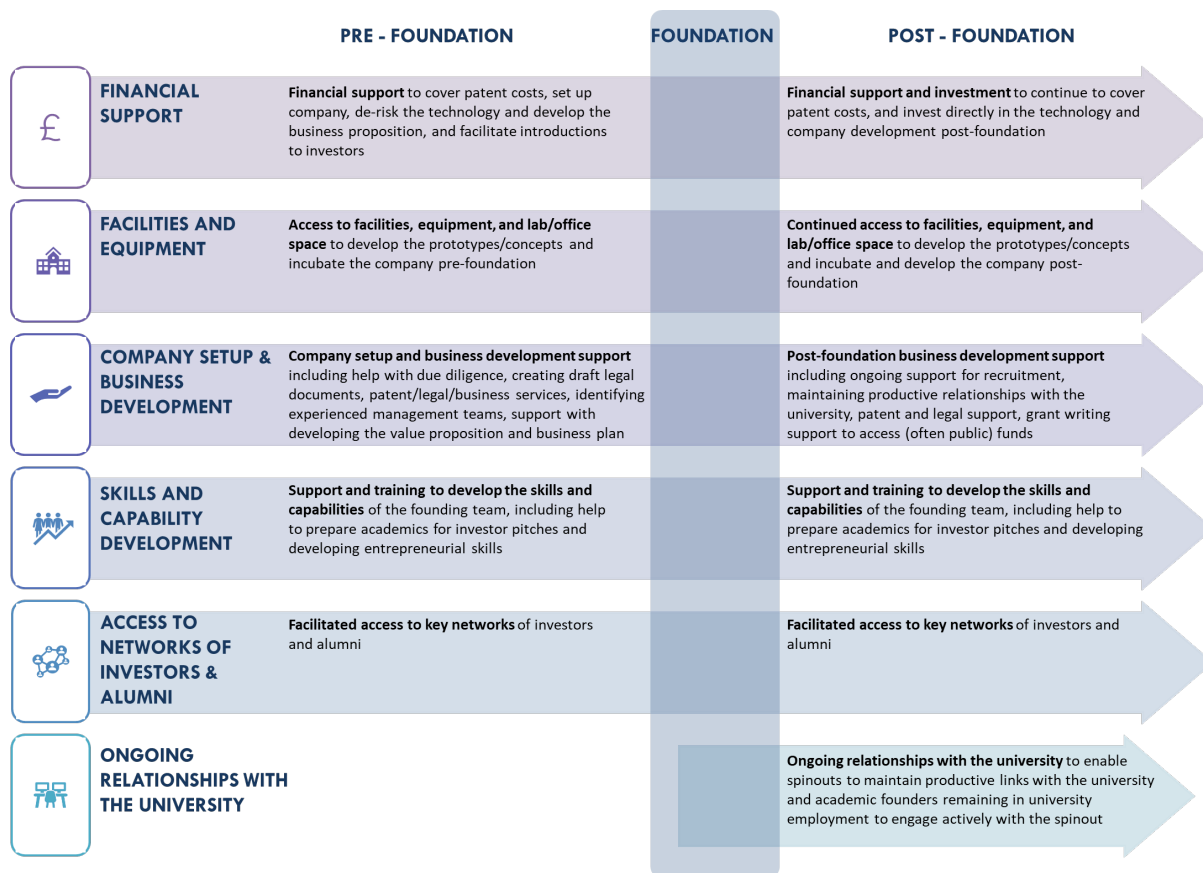 PRE - FOUNDATION
FOUNDATION
POST - FOUNDATION
£
FINANCIAL
SUPPORT
Financial support to cover patent costs, set up
company, de-risk the technology and develop the
business proposition, and facilitate introductions
to investors
Financial support and investment to continue to cover
patent costs, and invest directly in the technology and
company development post-foundation
FACILITIES AND
EQUIPMENT
Access to facilities, equipment, and lab/office
space to develop the prototypes/concepts and
incubate the company pre-foundation
Continued access to facilities, equipment, and
lab/office space to develop the prototypes/concepts
and incubate and develop the company post-
foundation
COMPANY SETUP &
BUSINESS
DEVELOPMENT
Company setup and business development support
including help with due diligence, creating draft legal
documents, patent/legal/business services, identifying
experienced management teams, support with
developing the value proposition and business plan
Post-foundation business development support
including ongoing support for recruitment,
maintaining productive relationships with the
university, patent and legal support, grant writing
support to access (often public) funds
SKILLS AND
CAPABILITY
DEVELOPMENT
Support and training to develop the skills and
capabilities of the founding team, including help
to prepare academics for investor pitches and
developing entrepreneurial skills
Support and training to develop the skills and
capabilities of the founding team, including help to
prepare academics for investor pitches and developing
entrepreneurial skills
ACCESS TO
NETWORKS OF
INVESTORS &
ALUMNI
Facilitated access to key networks of investors
and alumni
Facilitated access to key networks of investors and
alumni
ONGOING
RELATIONSHIPS WITH
THE UNIVERSITY
Ongoing relationships with the university to enable
spinouts to maintain productive links with the university
and academic founders remaining in university
employment to engage actively with the spinout